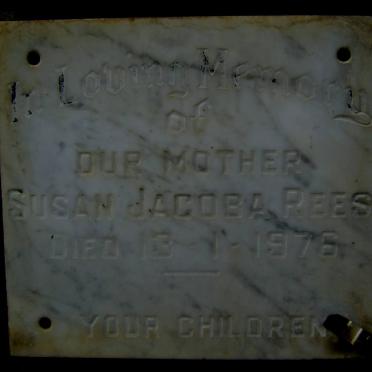 In Loving Memory
of
OUR MOTHER
SUSAN JACOBA REES
DIED 13 - 1 - 1976
YOUR CHILDREN